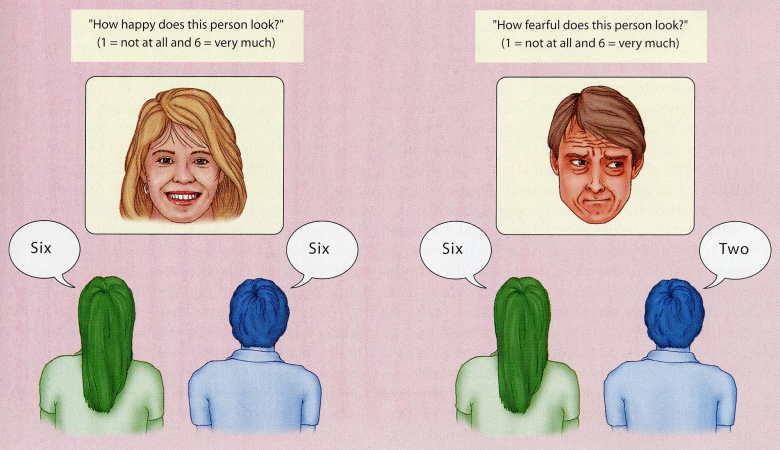 "How happy does this person look?"
(1 = not at all and 6 = very much)
Six
Six
"How fearful does this person look?"
(1 = not at all and 6 = very much)
Six
Two